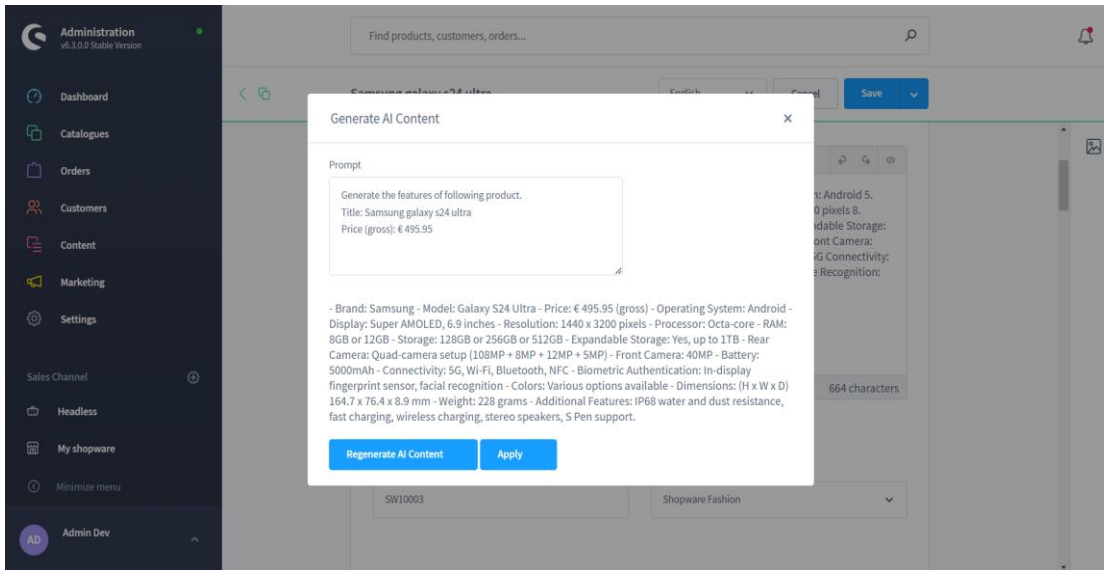 Administration
v6.3.0.0 Stable Version
Find products, customers, orders...
Dashboard
Catalogues
Orders
Customers
Content
Marketing
Settings
Sales Channel
Headless
My shopware
Minimize menu
AD
Admin Dev
Samsung galaxy s24 ultra
English
Cancel
Save
Generate AI Content
Prompt
Generate the features of following product.
Title: Samsung galaxy s24 ultra
Price (gross): € 495.95
- Brand: Samsung - Model: Galaxy S24 Ultra - Price: € 495.95 (gross) - Operating System: Android -
Display: Super AMOLED, 6.9 inches - Resolution: 1440 x 3200 pixels - Processor: Octa-core - RAM:
8GB or 12GB - Storage: 128GB or 256GB or 512GB - Expandable Storage: Yes, up to 1TB - Rear
Camera: Quad-camera setup (108MP + 8MP + 12MP + 5MP) - Front Camera: 40MP - Battery:
5000mAh - Connectivity: 5G, Wi-Fi, Bluetooth, NFC - Biometric Authentication: In-display
fingerprint sensor, facial recognition - Colors: Various options available - Dimensions: (H x W x D)
164.7 x 76.4 x 8.9 mm - Weight: 228 grams - Additional Features: IP68 water and dust resistance,
fast charging, wireless charging, stereo speakers, S Pen support.
Regenerate AI Content
Apply
Android 5.
0 pixels 8.
Storage:
Camera:
Connectivity:
Recognition:
664 characters
SW10003
Shopware Fashion